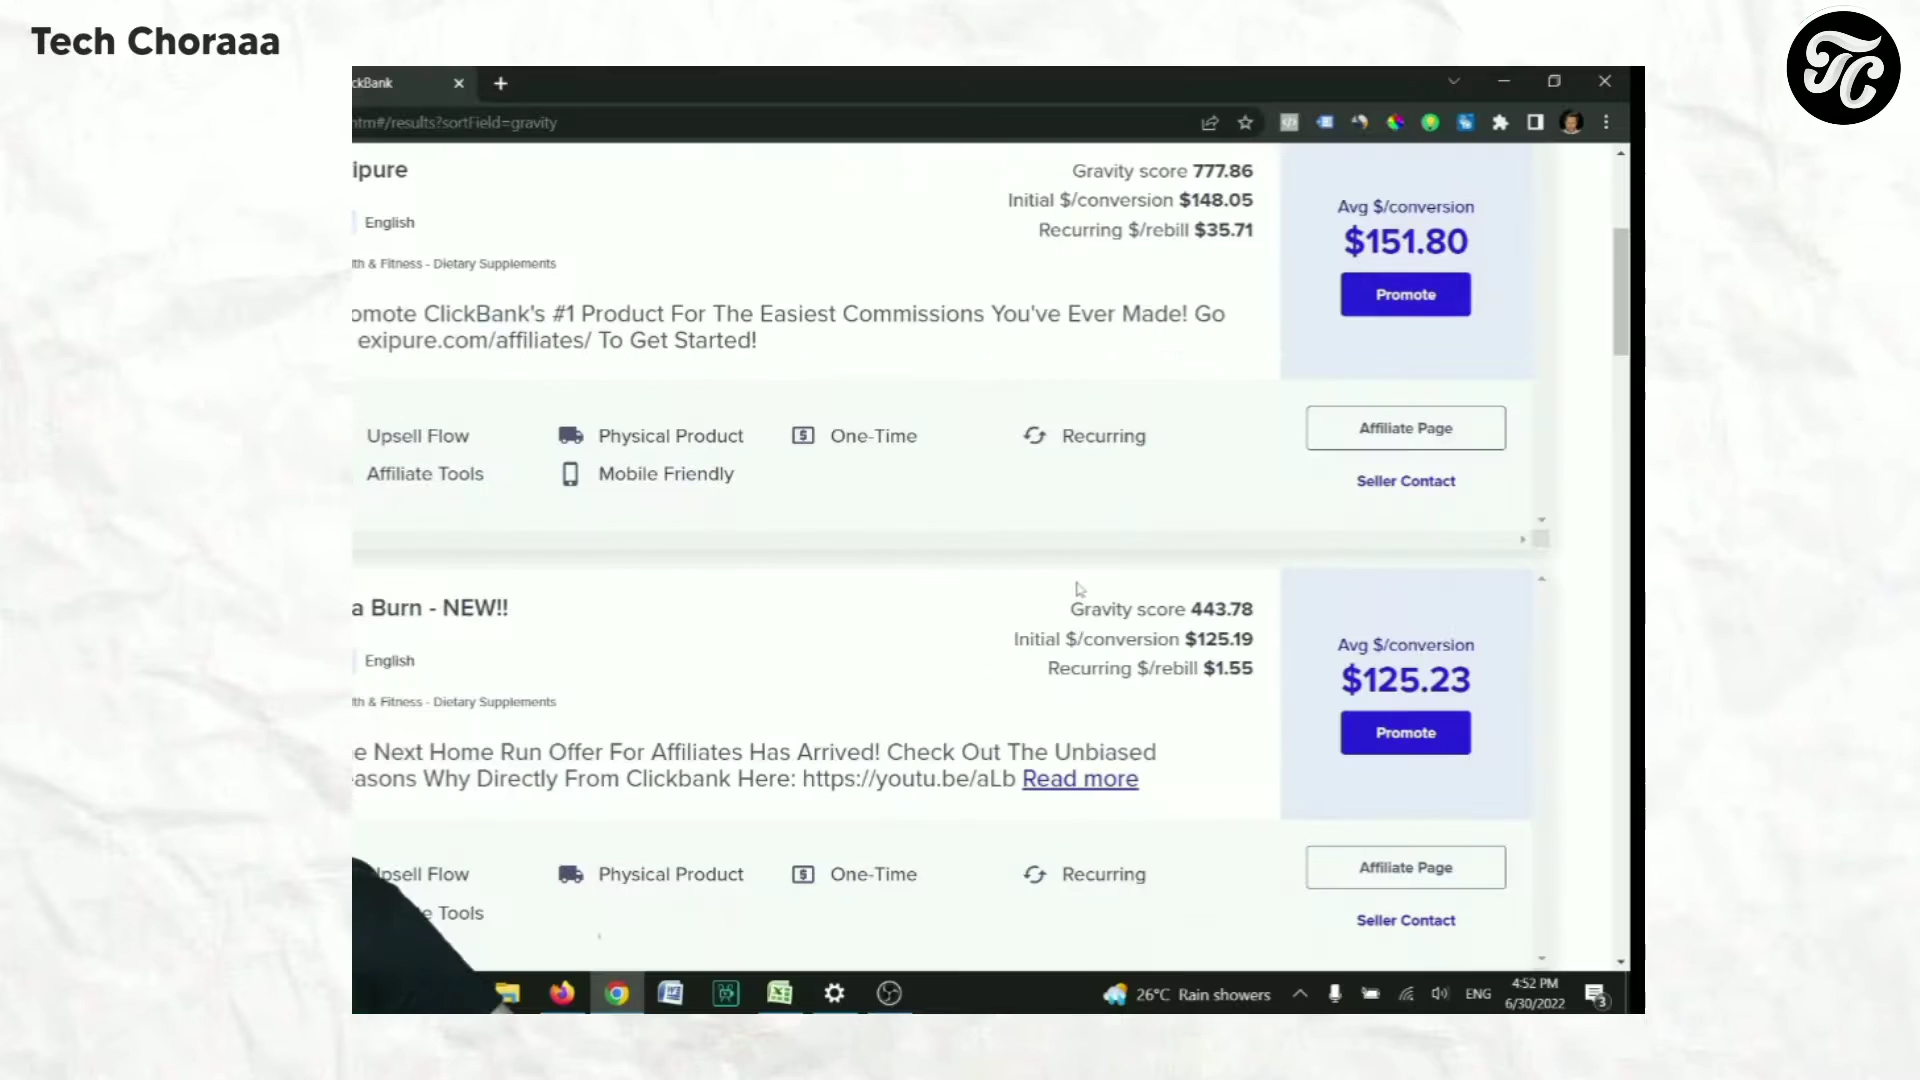 Tech Choraaa
TC
ckBank
tm#/results?sortField=gravity
ipure
Gravity score 777.86
Initial $/conversion $148.05
Recurring $/rebill $35.71
Avg $/conversion
$151.80
Promote
English
th & Fitness - Dietary Supplements
omote ClickBank's #1 Product For The Easiest Commissions You've Ever Made! Go
exipure.com/affiliates/ To Get Started!
Upsell Flow
Physical Product
One-Time
Recurring
Affiliate Page
Affiliate Tools
Mobile Friendly
Seller Contact
a Burn - NEW!!
Gravity score 443.78
Initial $/conversion $125.19
Recurring $/rebill $1.55
Avg $/conversion
$125.23
Promote
English
th & Fitness - Dietary Supplements
e Next Home Run Offer For Affiliates Has Arrived! Check Out The Unbiased
asons Why Directly From Clickbank Here: https://youtu.be/aLb Read more
psell Flow
Physical Product
One-Time
Recurring
Affiliate Page
e Tools
Seller Contact
26°C Rain showers
ENG
4:52 PM
6/30/2022
3